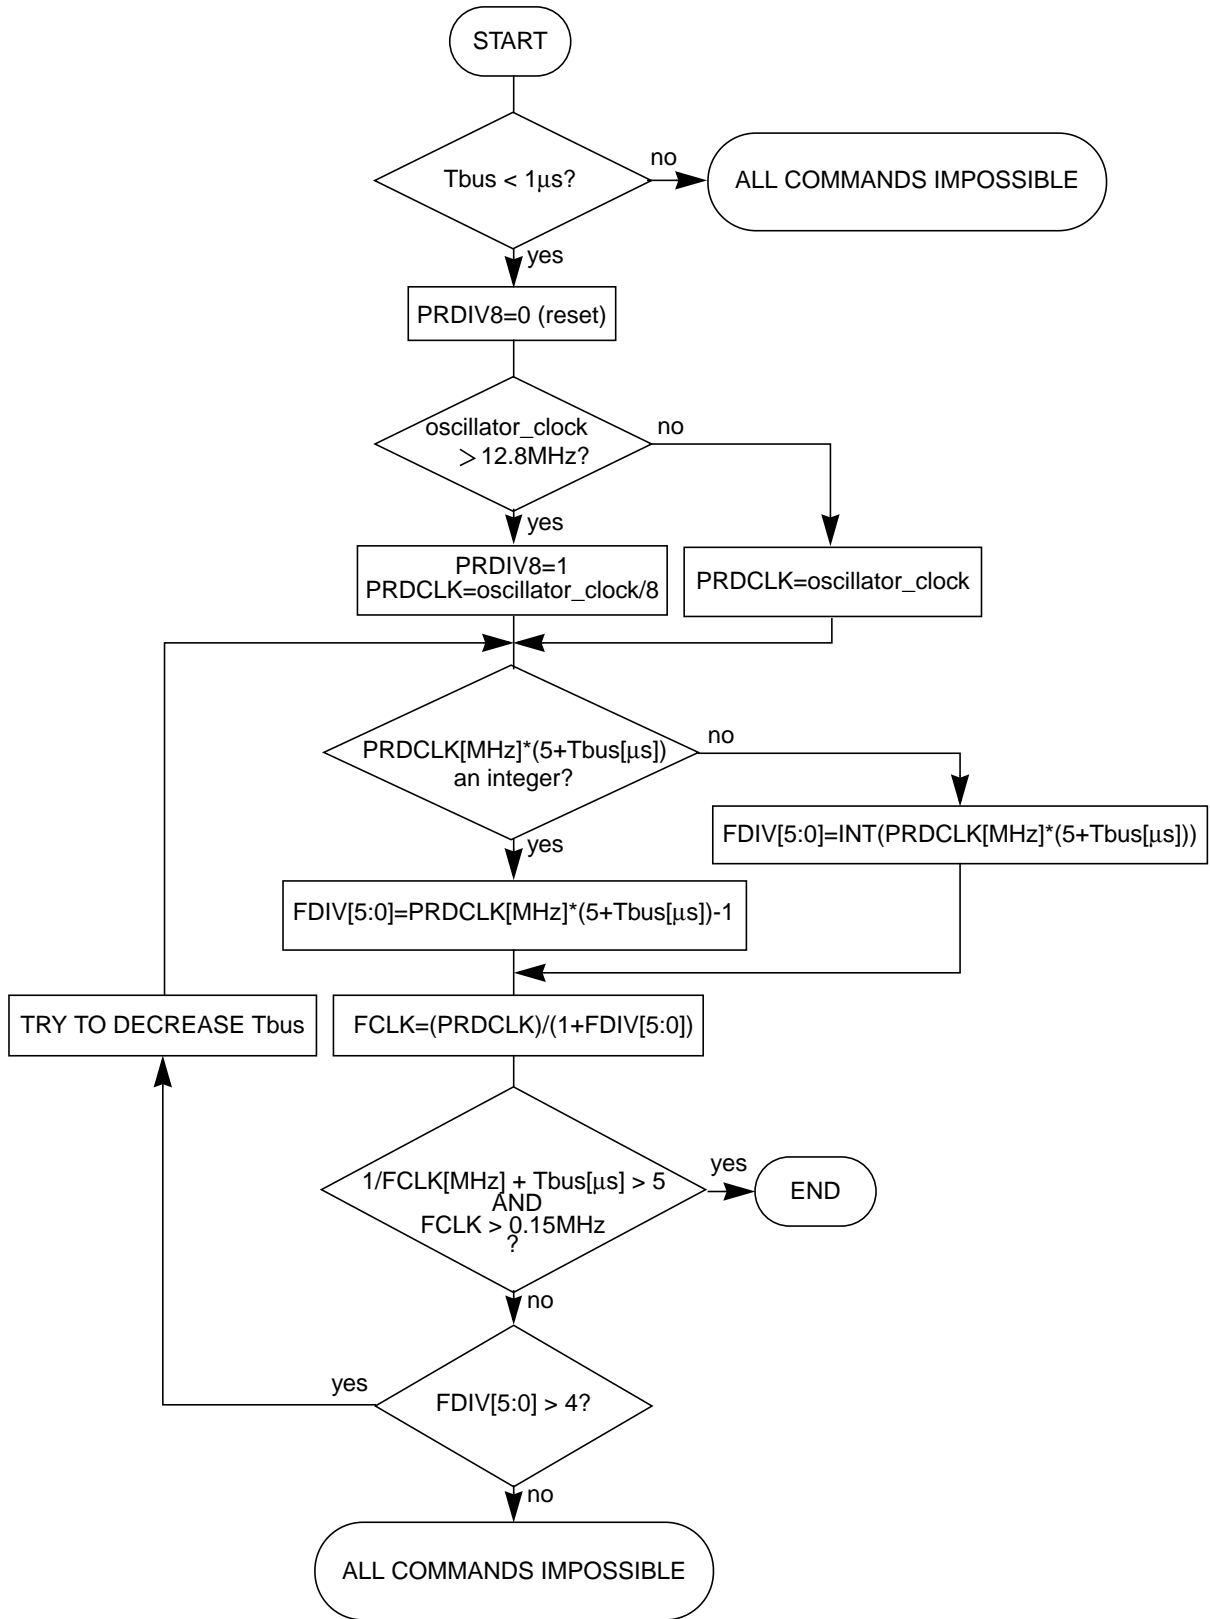 START
Tbus < 1μs?
no
ALL COMMANDS IMPOSSIBLE
yes
PRDIV8=0 (reset)
oscillator_clock
> 12.8MHz?
no
yes
PRDIV8=1
PRDCLK=oscillator_clock/8
PRDCLK=oscillator_clock
PRDCLK[MHz]*(5+Tbus[μs])
an integer?
no
yes
FDIV[5:0]=INT(PRDCLK[MHz]*(5+Tbus[μs]))
FDIV[5:0]=PRDCLK[MHz]*(5+Tbus[μs])-1
TRY TO DECREASE Tbus
FCLK=(PRDCLK)/(1+FDIV[5:0])
1/FCLK[MHz] + Tbus[μs] > 5
AND
FCLK > 0.15MHz
?
yes
END
no
FDIV[5:0] > 4?
yes
no
ALL COMMANDS IMPOSSIBLE